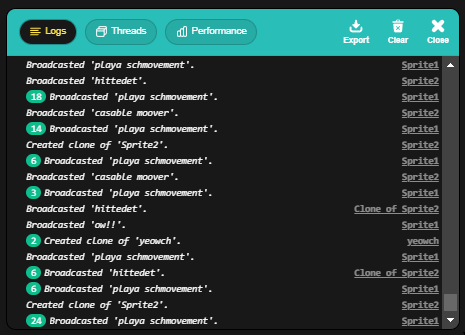 Logs Threads Performance Export Clear Close
Broadcasted 'playa schmovement'. Sprite1
Broadcasted 'hittedet'. Sprite2
18 Broadcasted 'playa schmovement'. Sprite1
Broadcasted 'casable moover'. Sprite2
14 Broadcasted 'playa schmovement'. Sprite1
Created clone of 'Sprite2'. Sprite2
6 Broadcasted 'playa schmovement'. Sprite1
Broadcasted 'casable moover'. Sprite2
3 Broadcasted 'playa schmovement'. Sprite1
Broadcasted 'hittedet'. Clone of Sprite2
Broadcasted 'ow!!'. Sprite1
2 Created clone of 'yeowch'. yeowch
Broadcasted 'playa schmovement'. Sprite1
6 Broadcasted 'hittedet'. Clone of Sprite2
6 Broadcasted 'playa schmovement'. Sprite1
Created clone of 'Sprite2'. Sprite2
24 Broadcasted 'playa schmovement'. Sprite1